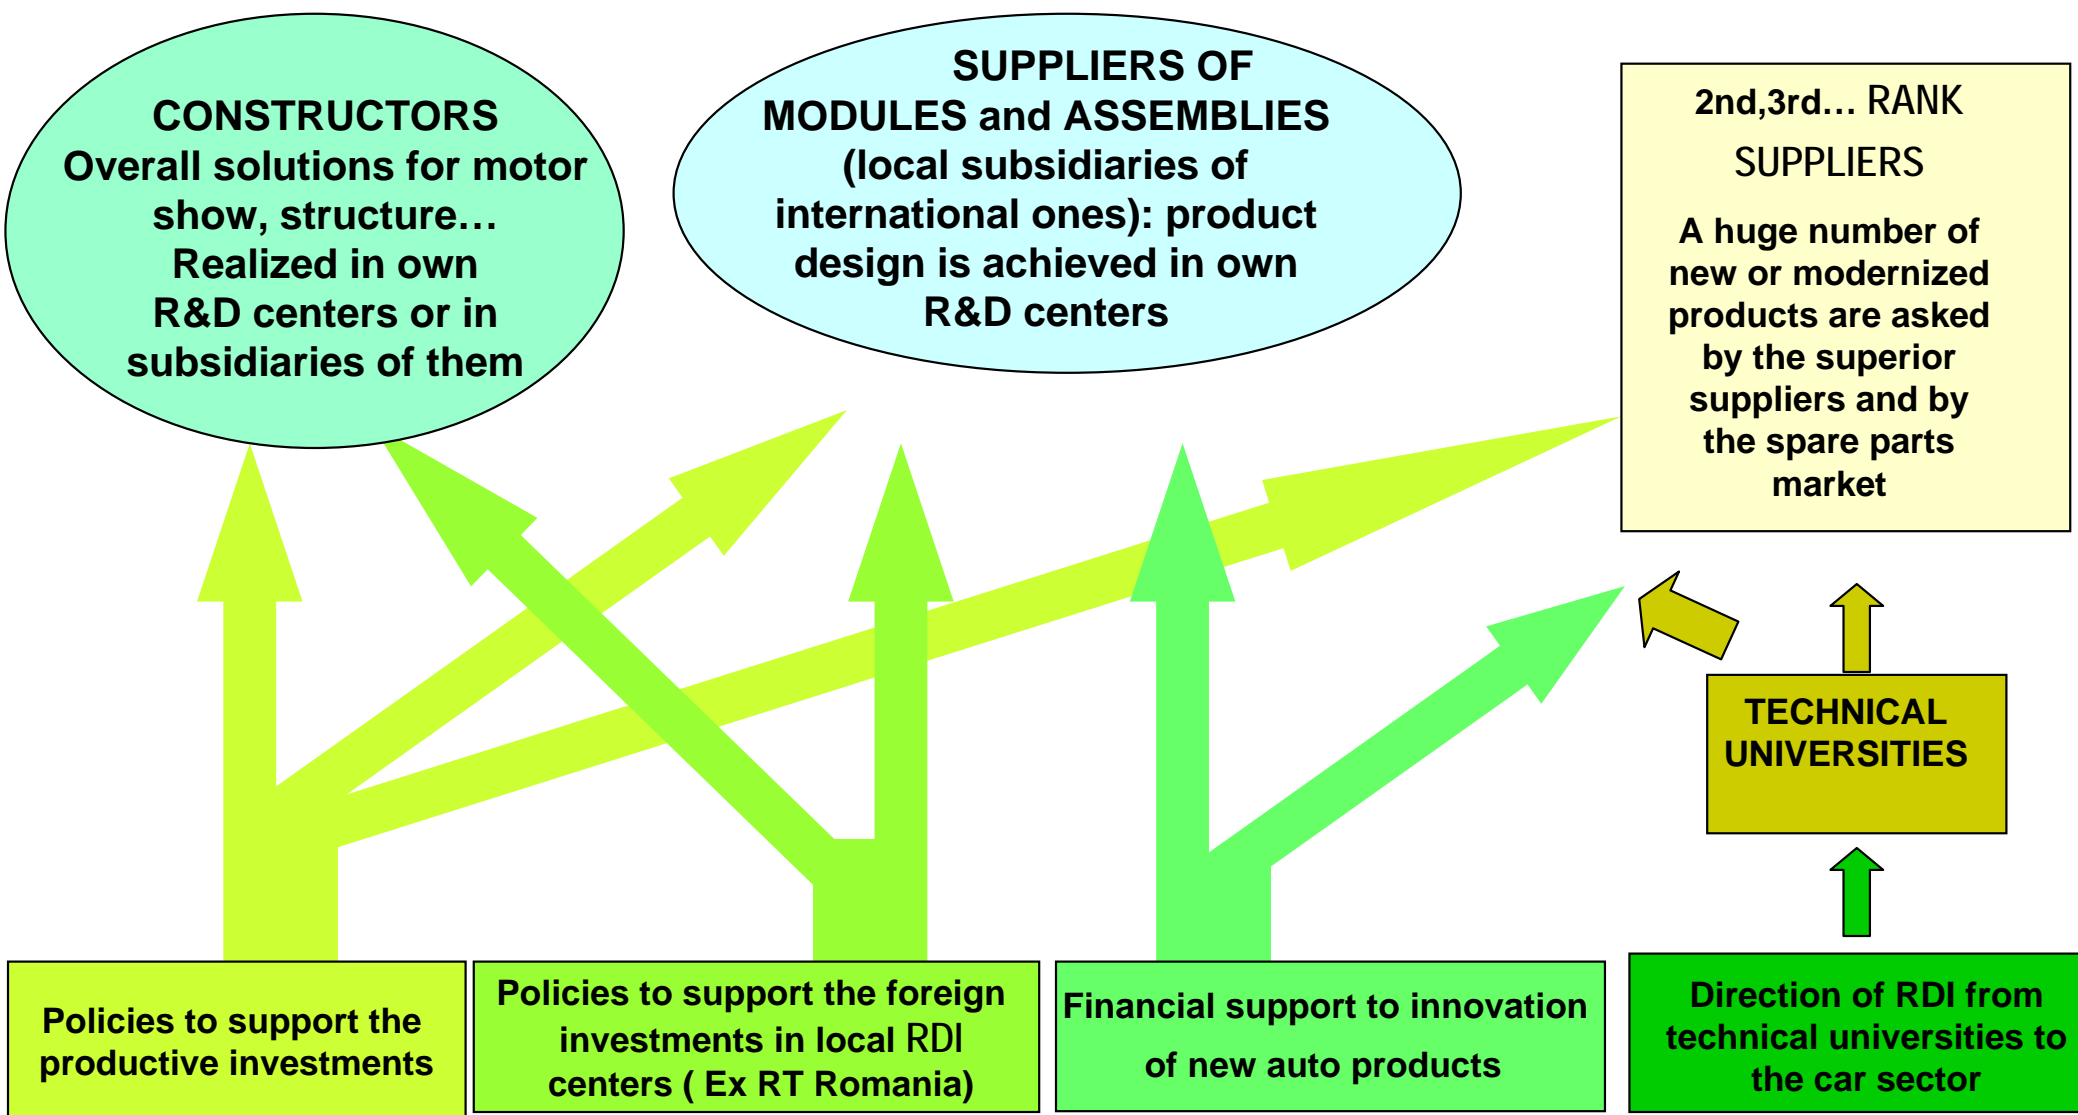 CONSTRUCTORS
Overall solutions for motor
show, structure…
Realized in own
R&D centers or in
subsidiaries of them
SUPPLIERS OF
MODULES and ASSEMBLIES
(local subsidiaries of
international ones): product
design is achieved in own
R&D centers
2nd,3rd… RANK
SUPPLIERS
A huge number of
new or modernized
products are asked
by the superior
suppliers and by
the spare parts
market
TECHNICAL
UNIVERSITIES
Policies to support the
productive investments
Policies to support the foreign
investments in local RDI
centers ( Ex RT Romania)
Financial support to innovation
of new auto products
Direction of RDI from
technical universities to
the car sector